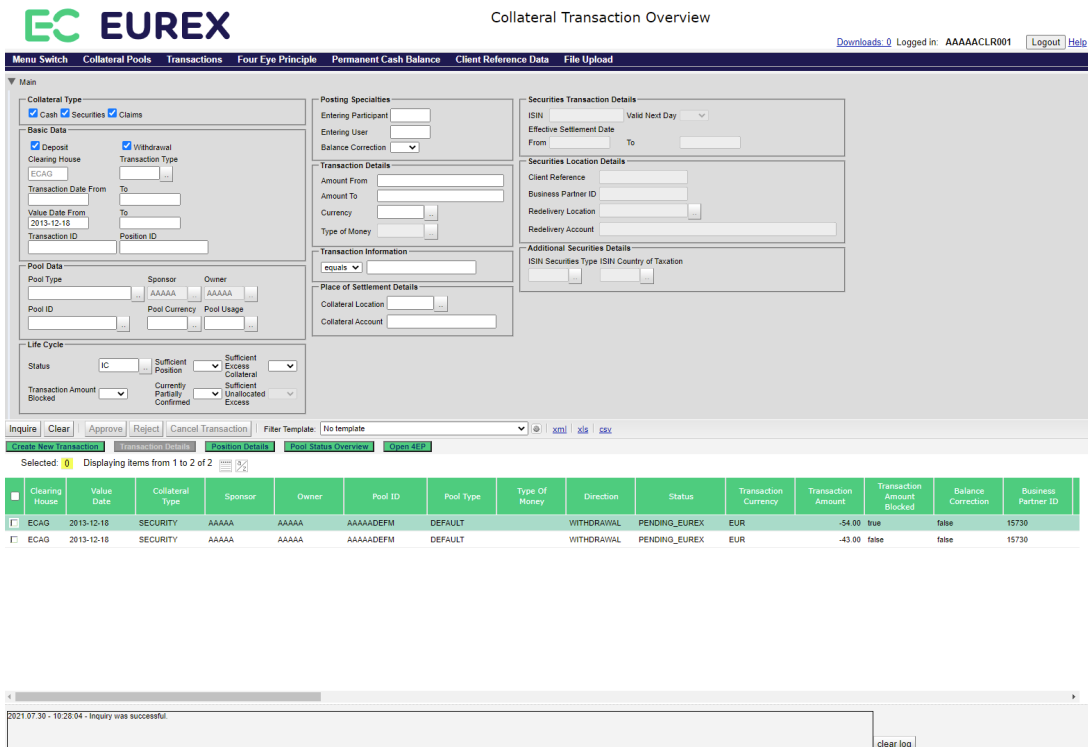 EC EUREX
Collateral Transaction Overview
Downloads: 0 Logged in: AAAAACLR001 Logout Help
Menu Switch Collateral Pools Transactions Four Eye Principle Permanent Cash Balance Client Reference Data File Upload
Main
Collateral Type
Cash Securities Claims
Basic Data
Deposit Withdrawal
Clearing House Transaction Type
ECAG ..
Transaction Date From To
Value Date From To
2013-12-18
Transaction ID Position ID
Pool Data
Pool Type Sponsor Owner
.. AAAAA .. AAAAA ..
Pool ID Pool Currency Pool Usage
.. .. ..
Life Cycle
Status IC .. Sufficient Position Sufficient Excess Collateral
Transaction Amount Blocked Currently Partially Confirmed Sufficient Unallocated Excess
Posting Specialties
Entering Participant
Entering User
Balance Correction
Transaction Details
Amount From
Amount To
Currency ..
Type of Money ..
Transaction Information
equals
Place of Settlement Details
Collateral Location ..
Collateral Account
Securities Transaction Details
ISIN Valid Next Day
Effective Settlement Date
From To
Securities Location Details
Client Reference
Business Partner ID
Redelivery Location ..
Redelivery Account
Additional Securities Details
ISIN Securities Type ISIN Country of Taxation
.. ..
Inquire Clear Approve Reject Cancel Transaction Filter Template: No template xml xls csv
Create New Transaction Transaction Details Position Details Pool Status Overview Open 4EP
Selected: 0 Displaying items from 1 to 2 of 2
Clearing House Value Date Collateral Type Sponsor Owner Pool ID Pool Type Type Of Money Direction Status Transaction Currency Transaction Amount Transaction Amount Blocked Balance Correction Business Partner ID
ECAG 2013-12-18 SECURITY AAAAA AAAAA AAAAADEFM DEFAULT WITHDRAWAL PENDING_EUREX EUR -54.00 true false 15730
ECAG 2013-12-18 SECURITY AAAAA AAAAA AAAAADEFM DEFAULT WITHDRAWAL PENDING_EUREX EUR -43.00 false false 15730
2021.07.30 - 10:28:04 - Inquiry was successful.
clear log